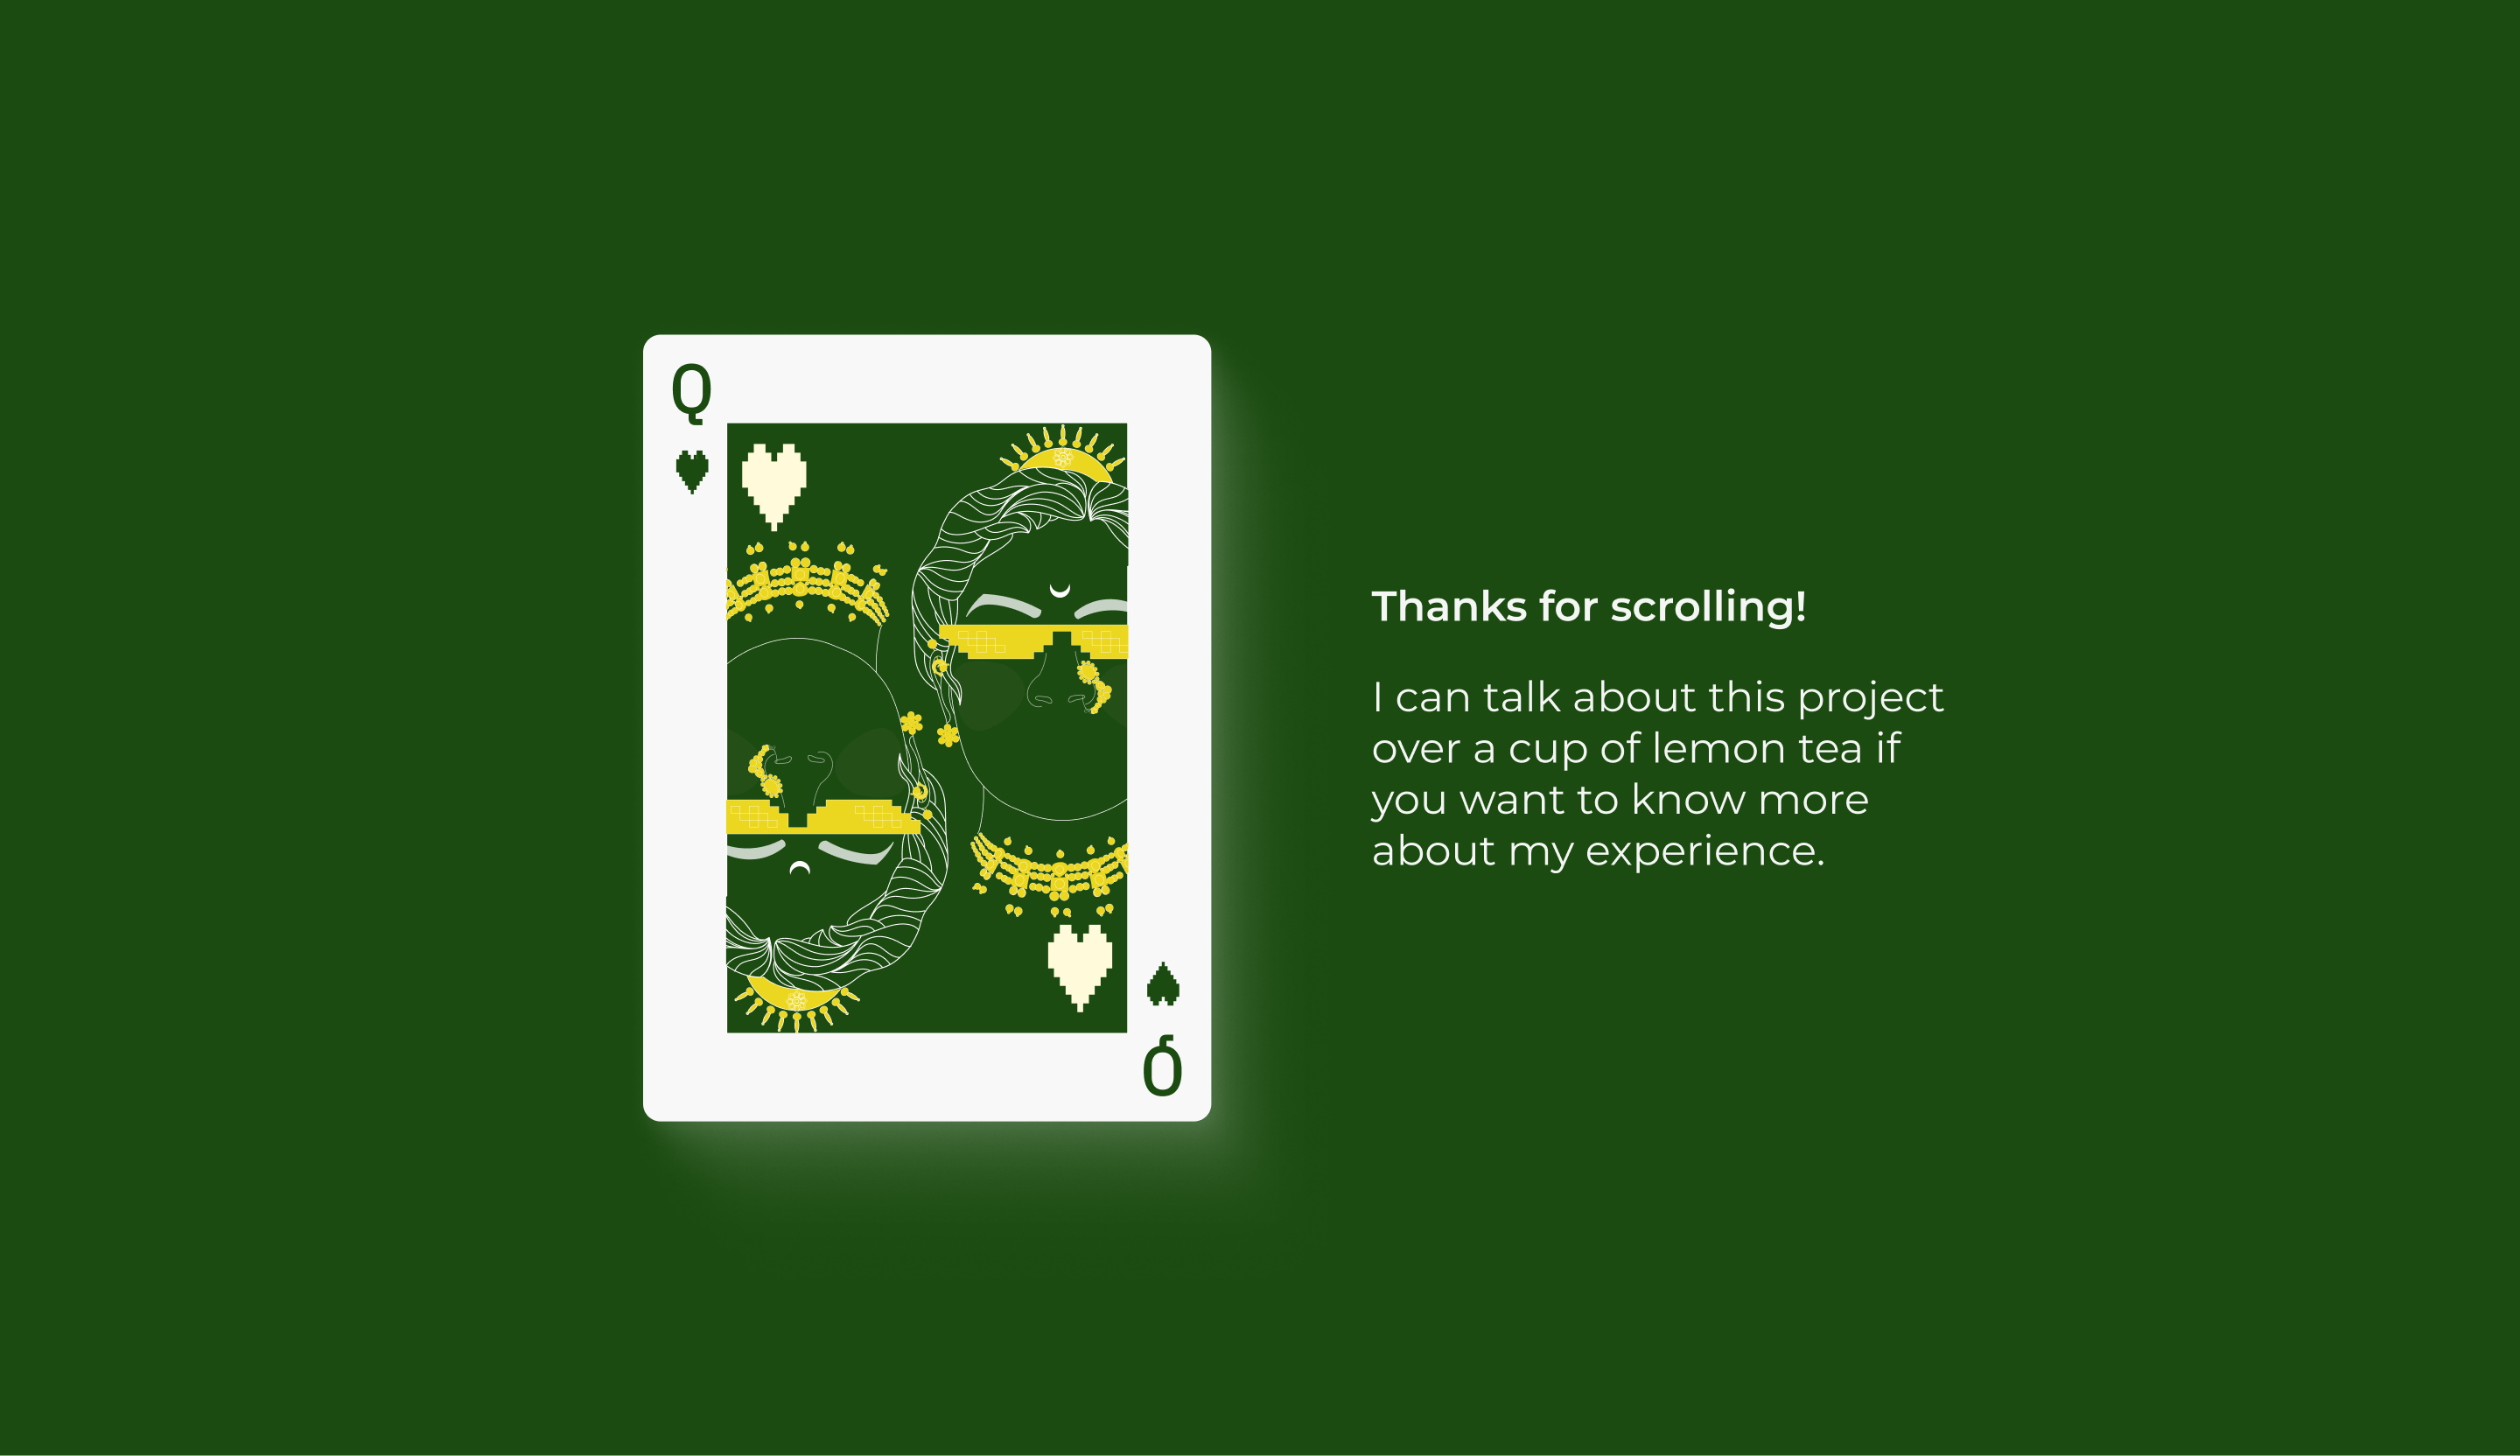 Q
Thanks for scrolling!
I can talk about this project
over a cup of lemon tea if
you want to know more
about my experience.
Q